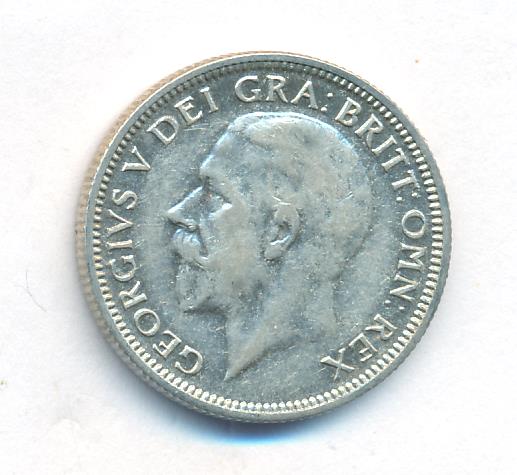 GEORGIVS V DEI GRA: BRITT: OMN: REX